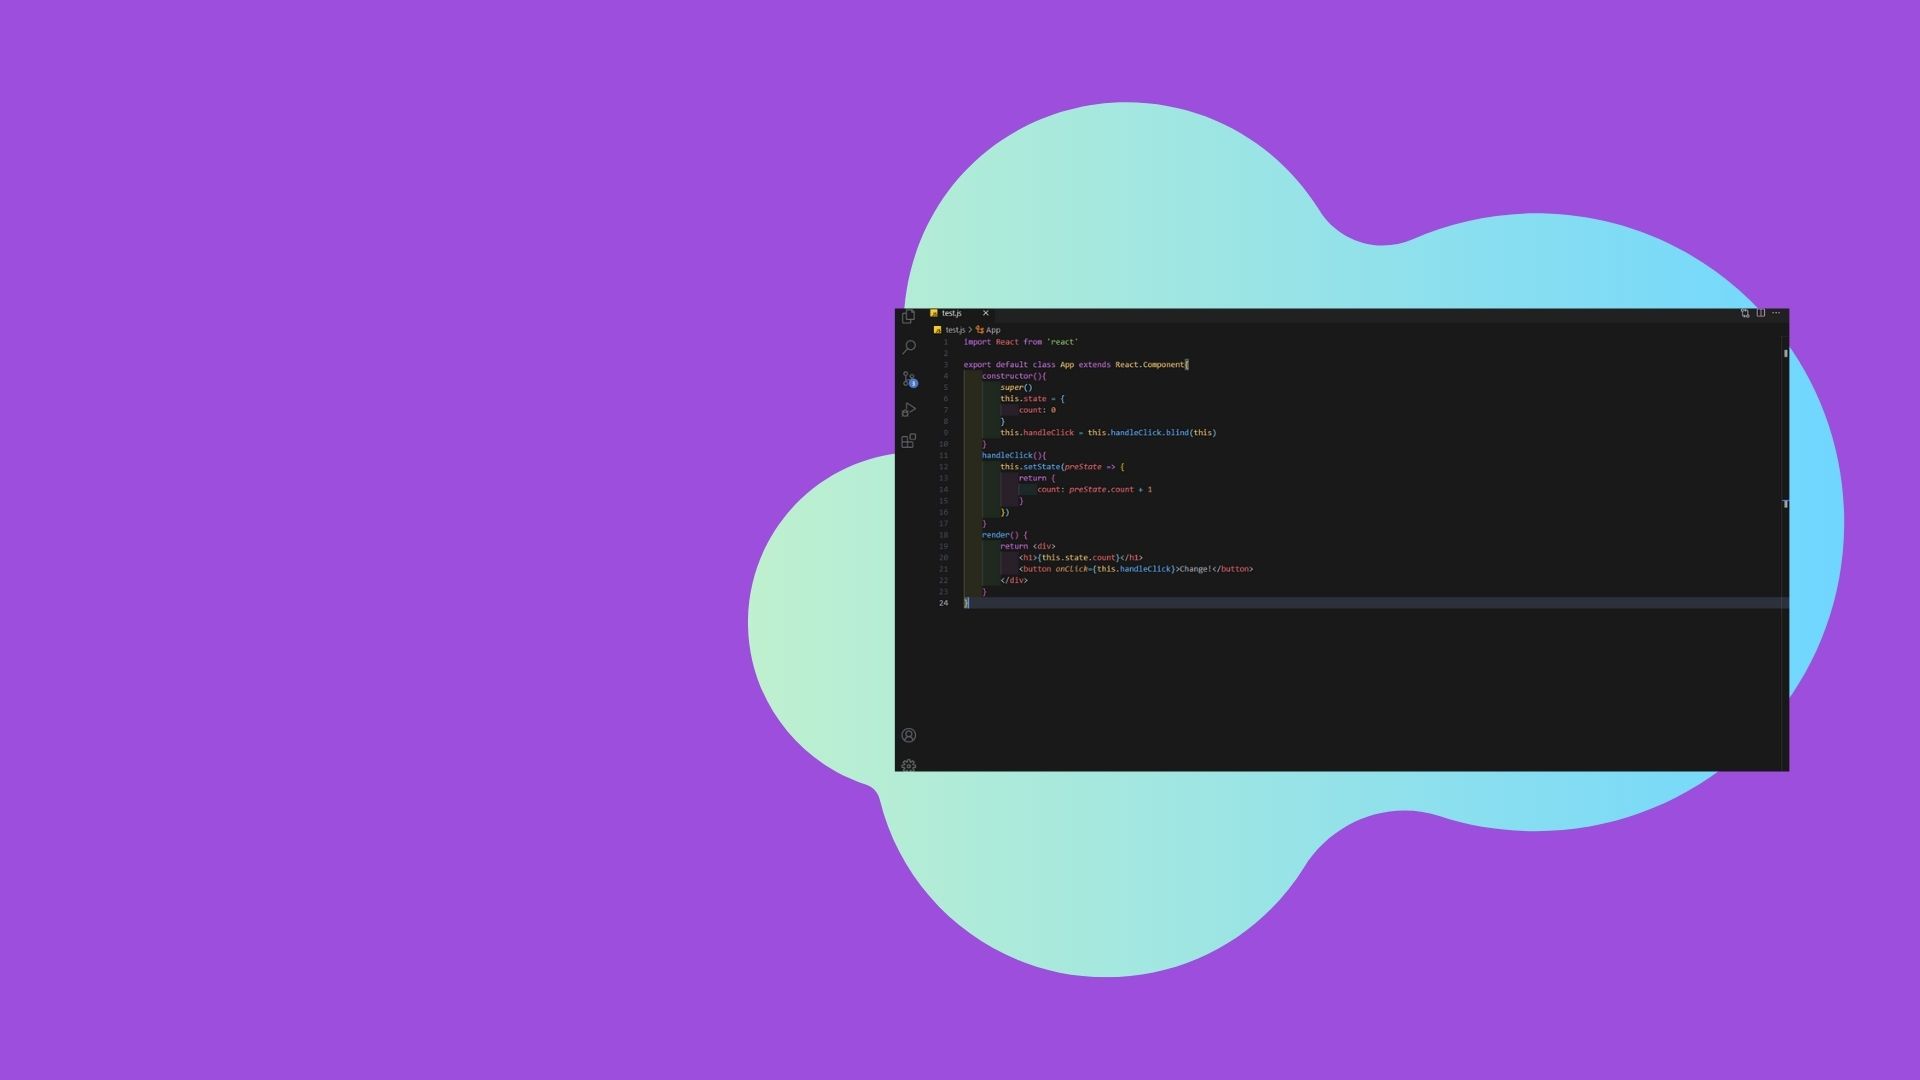 test.js
test.js > App
1 import React from 'react'
2
3 export default class App extends React.Component{
4 constructor(){
5 super()
6 this.state = {
7 count: 0
8 }
9 this.handleClick = this.handleClick.blind(this)
10 }
11 handleClick(){
12 this.setState(preState => {
13 return {
14 count: preState.count + 1
15 }
16 })
17 }
18 render() {
19 return <div>
20 <h1>{this.state.count}</h1>
21 <button onClick={this.handleClick}>Change!</button>
22 </div>
23 }
24 }